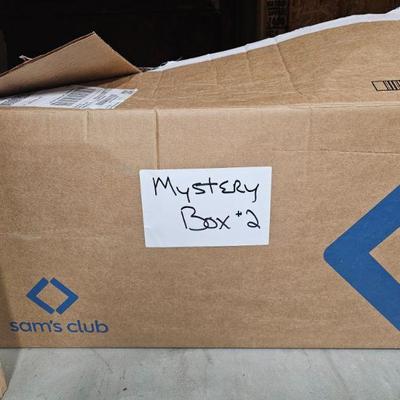 Mystery
Box #2
sam's club